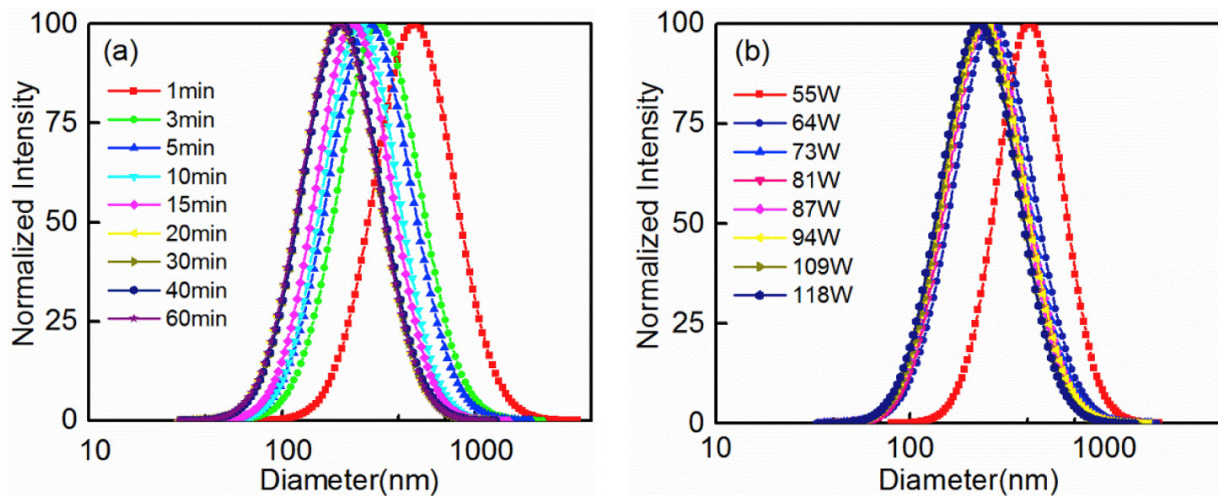 (a)
Normalized Intensity
100
75
50
25
0
1min
3min
5min
10min
15min
20min
30min
40min
60min
10 100 1000
Diameter(nm)
(b)
Normalized Intensity
100
75
50
25
0
55W
64W
73W
81W
87W
94W
109W
118W
10 100 1000
Diameter(nm)